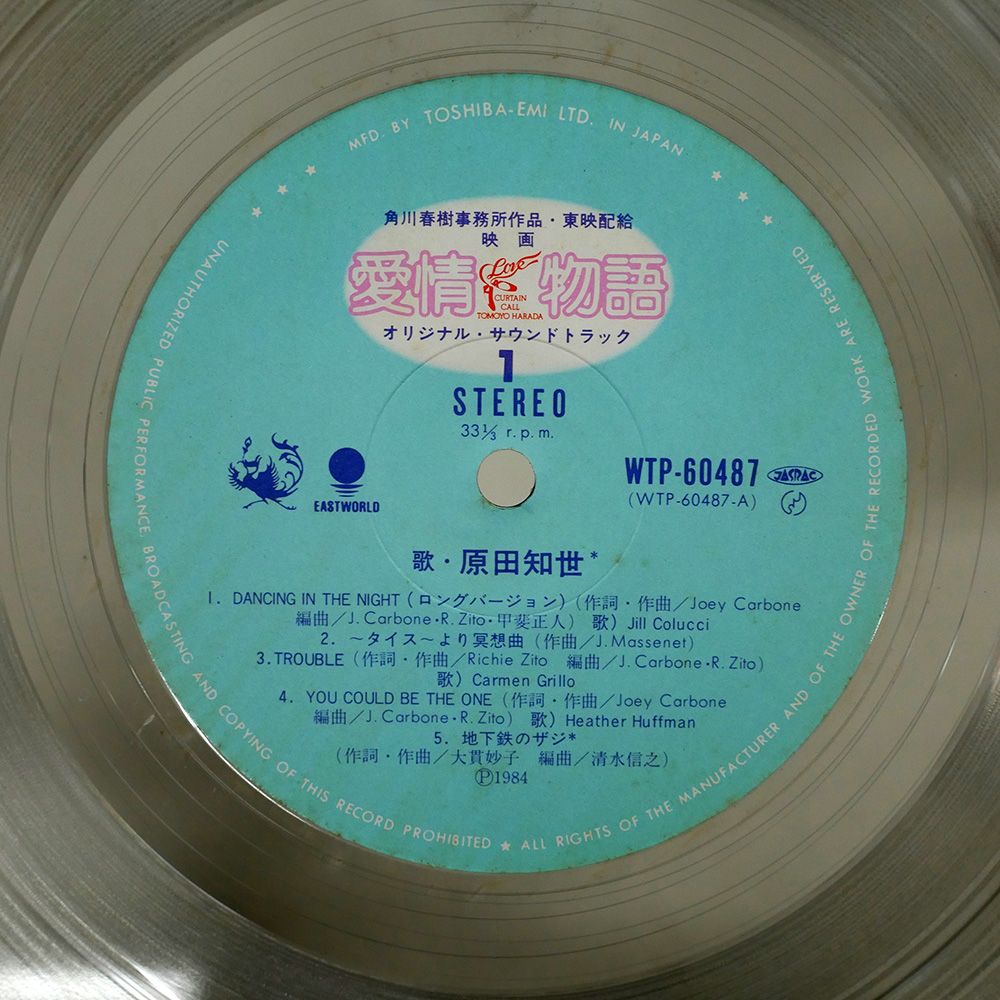 MFD. BY TOSHIBA-EMI LTD. IN JAPAN
角川春樹事務所作品・東映配給
映画
愛情物語
Love
CURTAIN
CALL
TOMOYO HARADA
オリジナル・サウンドトラック
1
STEREO
33⅓ r.p.m.
EASTWORLD
WTP-60487
JASRAC
(WTP-60487-A)
歌・原田知世*
1. DANCING IN THE NIGHT (ロングバージョン) (作詞・作曲/Joey Carbone
編曲/J. Carbone・R. Zito・甲斐正人) 歌) Jill Colucci
2. ～タイス～より冥想曲 (作曲/J. Massenet)
3. TROUBLE (作詞・作曲/Richie Zito 編曲/J. Carbone・R. Zito)
歌) Carmen Grillo
4. YOU COULD BE THE ONE (作詞・作曲/Joey Carbone
編曲/J. Carbone・R. Zito) 歌) Heather Huffman
5. 地下鉄のザジ*
(作詞・作曲/大貫妙子 編曲/清水信之)
Ⓟ1984
UNAUTHORIZED PUBLIC PERFORMANCE, BROADCASTING AND COPYING OF THIS RECORD PROHIBITED ★ ALL RIGHTS OF THE MANUFACTURER AND OF THE OWNER OF THE RECORDED WORK ARE RESERVED